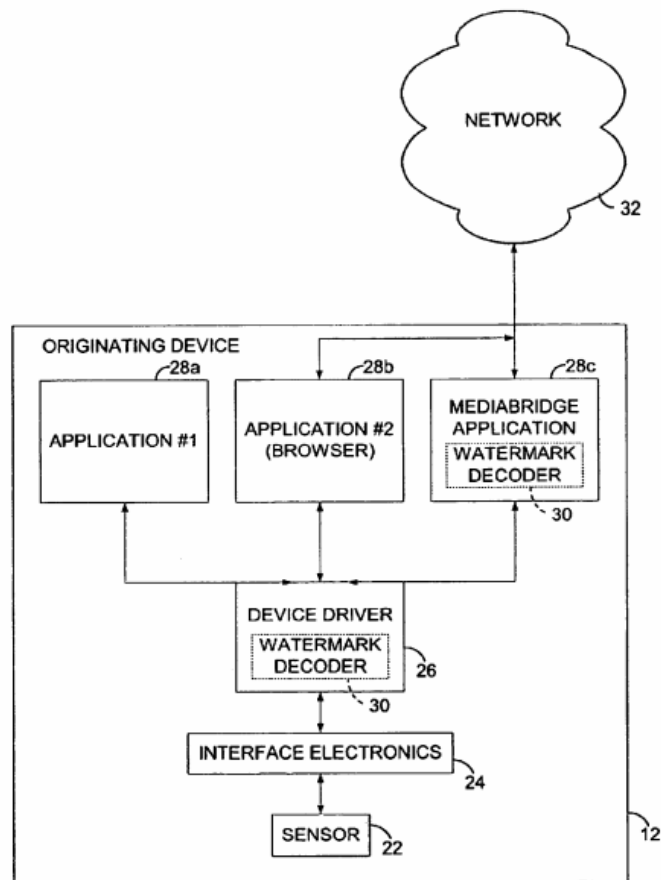 NETWORK
32
ORIGINATING DEVICE
28a
28b
28c
APPLICATION #1
APPLICATION #2
(BROWSER)
MEDIABRIDGE
APPLICATION
WATERMARK
DECODER
30
DEVICE DRIVER
WATERMARK
DECODER
26
30
INTERFACE ELECTRONICS
24
SENSOR
22
12